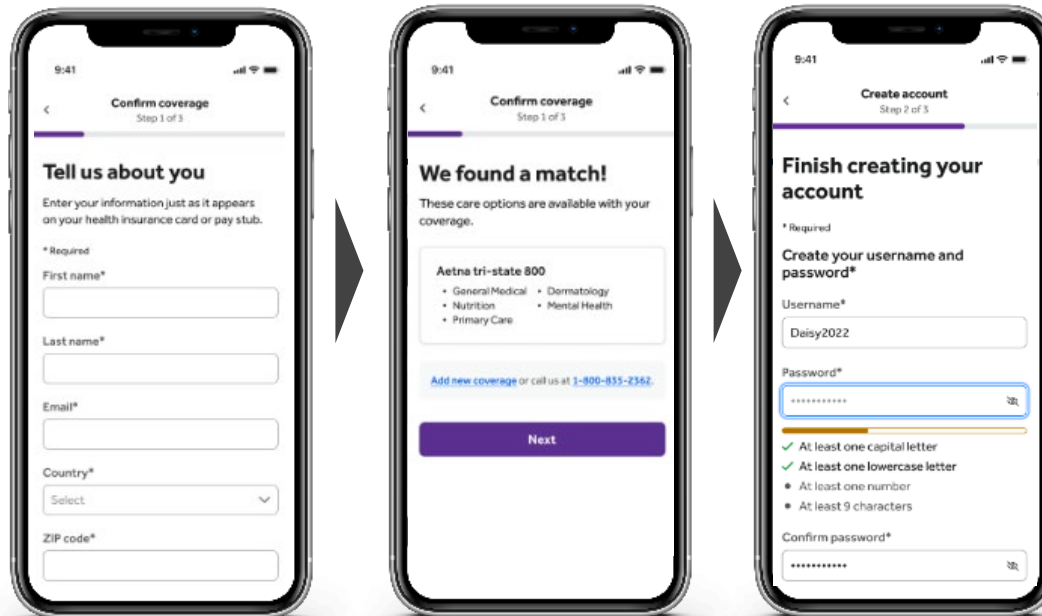 9:41
Confirm coverage
Step 1 of 3
Tell us about you
Enter your information just as it appears
on your health insurance card or pay stub.
* Required
First name*
Last name*
Email*
Country*
Select
ZIP code*
9:41
Confirm coverage
Step 1 of 3
We found a match!
These care options are available with your
coverage.
Aetna tri-state 800
• General Medical • Dermatology
• Nutrition • Mental Health
• Primary Care
Add new coverage or call us at 1-800-835-2362.
Next
9:41
Create account
Step 2 of 3
Finish creating your
account
* Required
Create your username and
password*
Username*
Daisy2022
Password*
•••••••••••
At least one capital letter
At least one lowercase letter
• At least one number
• At least 9 characters
Confirm password*
•••••••••••